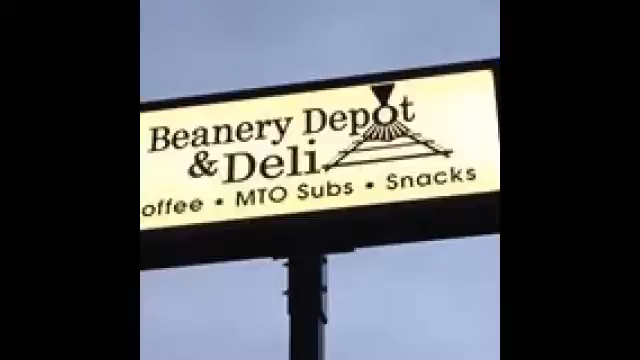 Beanery Depot
& Deli
offee • MTO Subs • Snacks